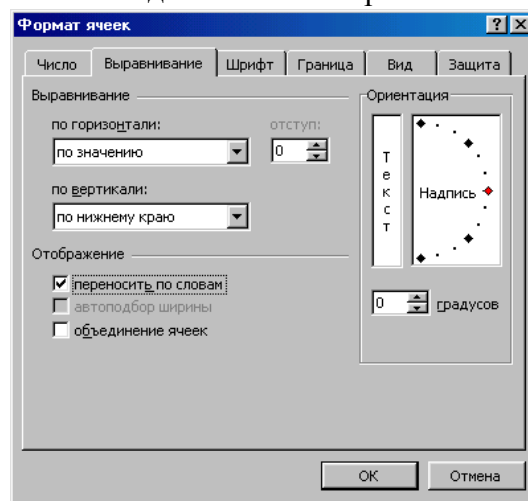 Формат ячеек
Число Выравнивание Шрифт Граница Вид Защита
Выравнивание
по горизонтали: отступ:
по значению 0
по вертикали:
по нижнему краю
Отображение
переносить по словам
автоподбор ширины
объединение ячеек
Ориентация
Текст
Надпись
0 градусов
ОК Отмена